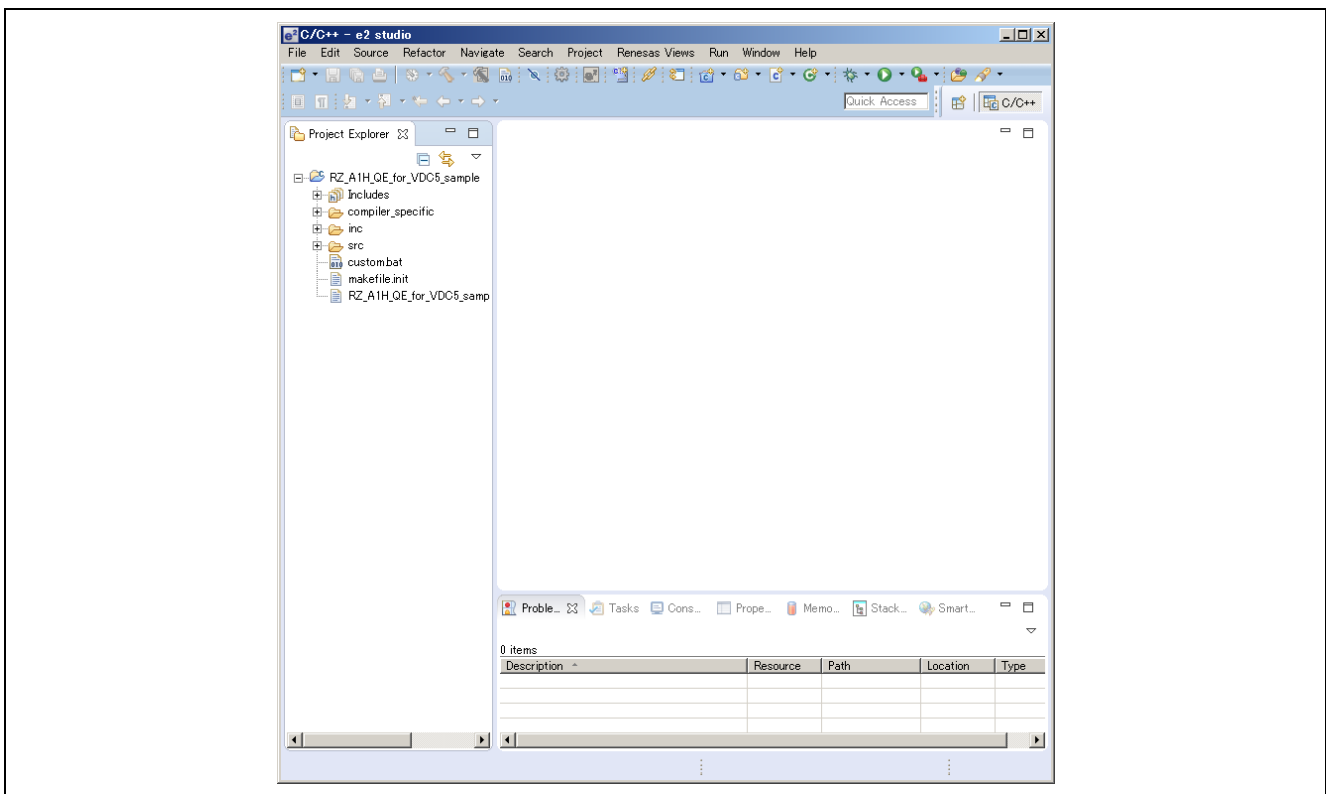 C/C++ - e2 studio
File Edit Source Refactor Navigate Search Project Renesas Views Run Window Help
Quick Access
C/C++
Project Explorer
RZ_A1H_QE_for_VDC5_sample
Includes
compiler_specific
inc
src
custom.bat
makefile.init
RZ_A1H_QE_for_VDC5_samp
Proble... Tasks Cons... Prope... Memo... Stack... Smart...
0 items
Description Resource Path Location Type